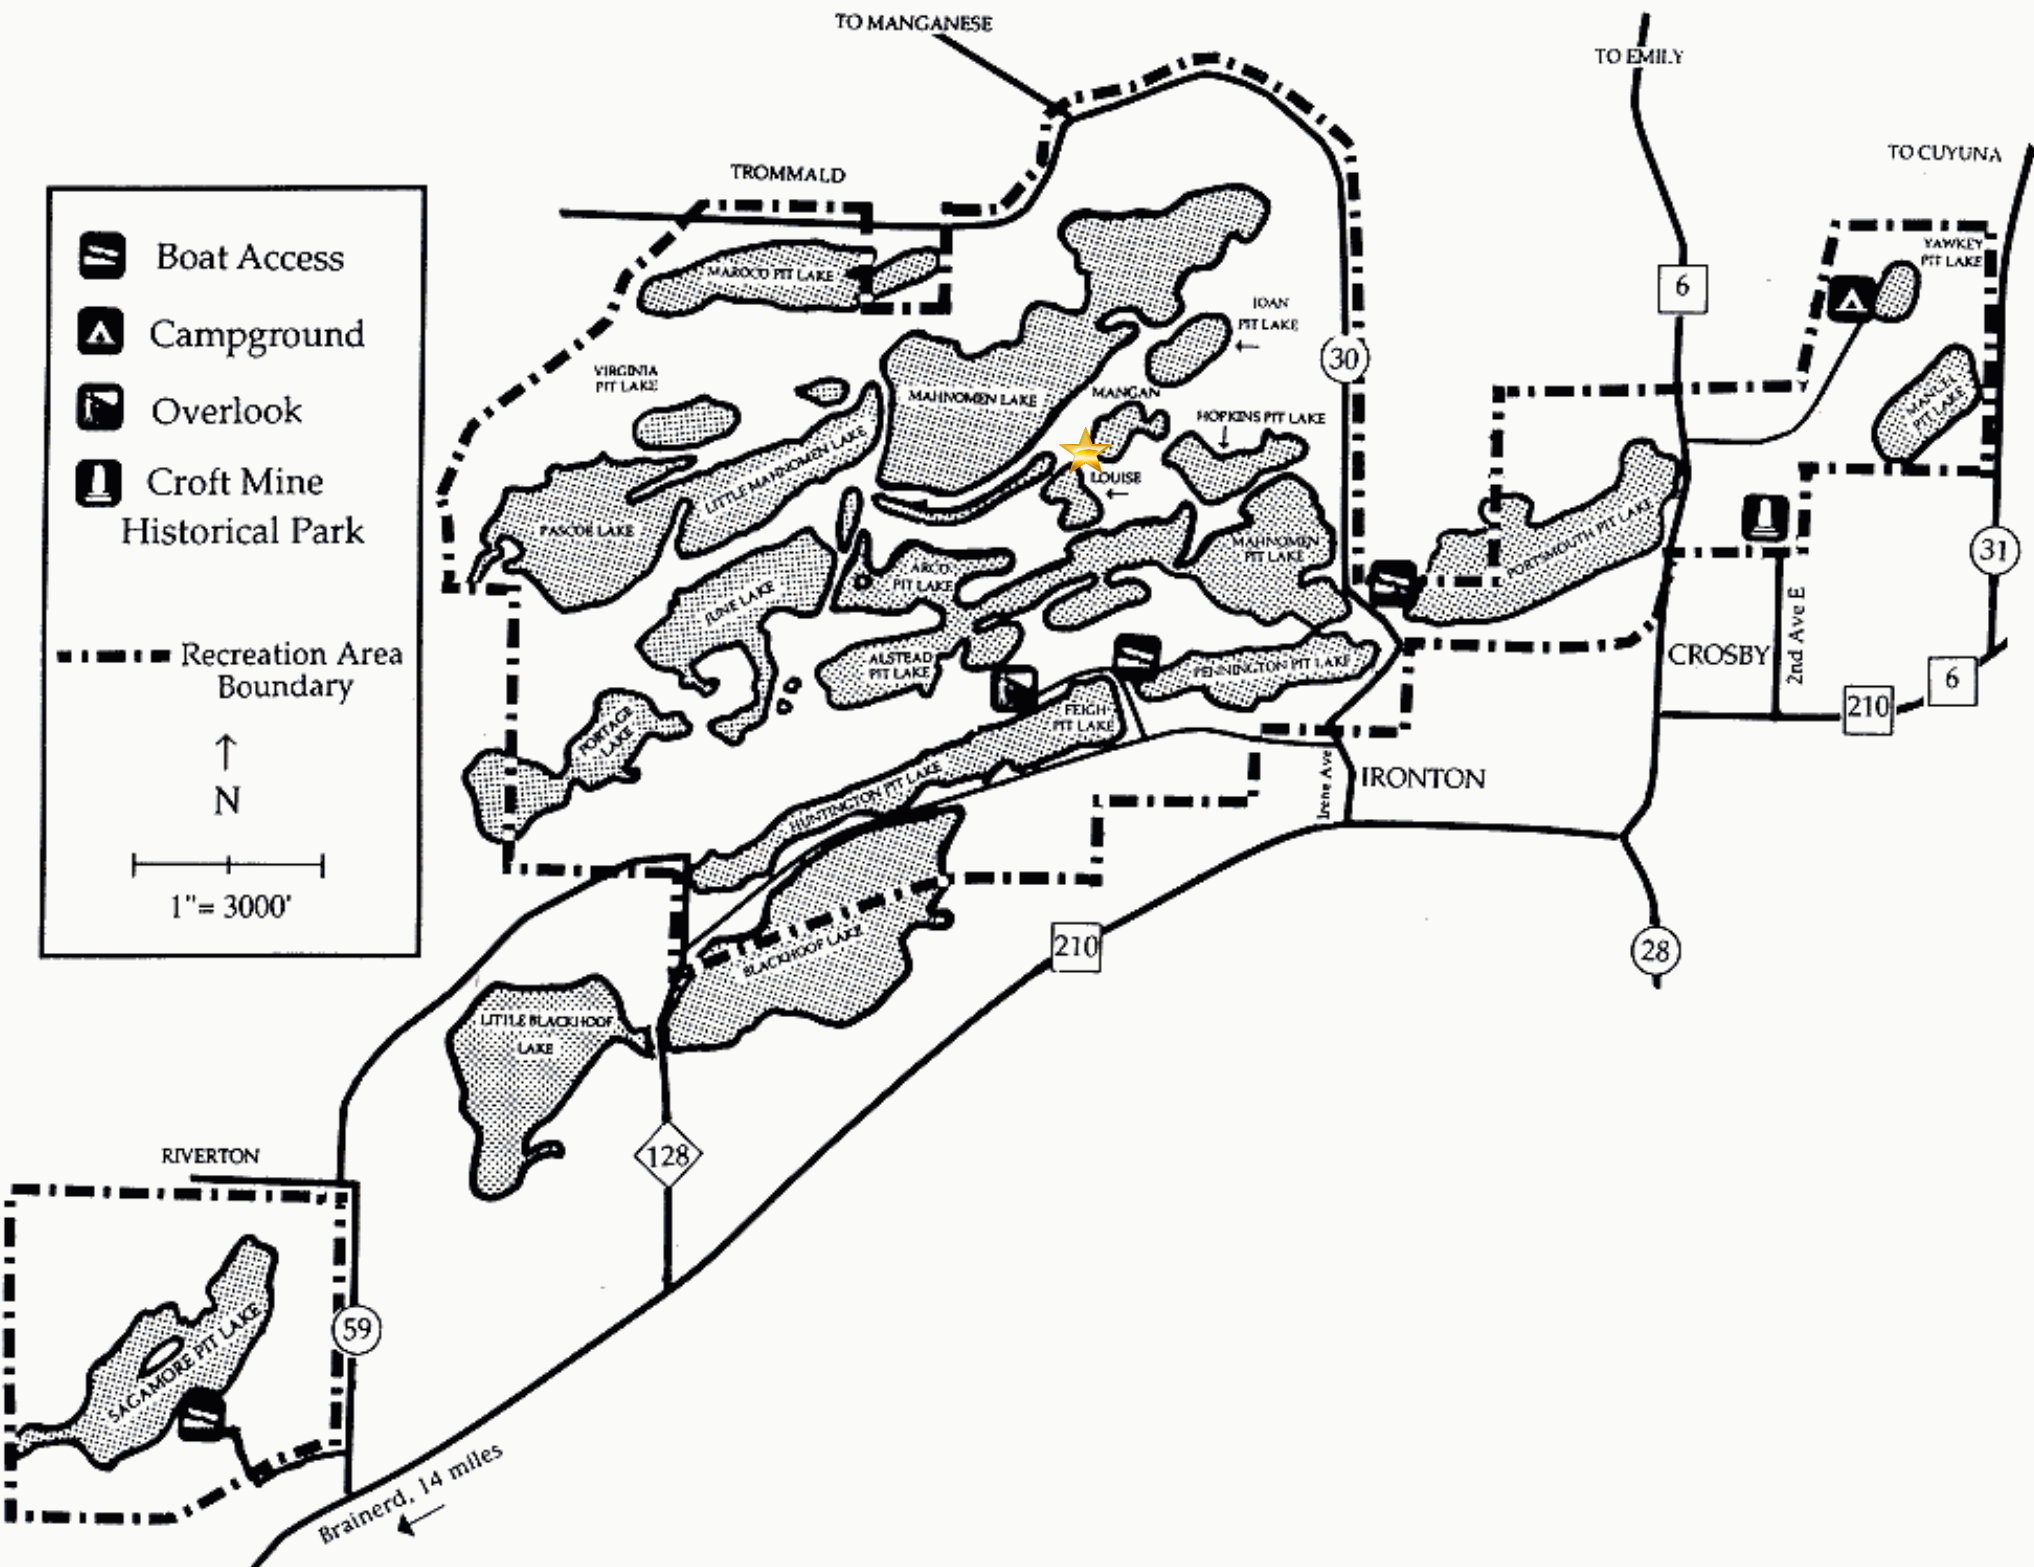 TO MANGANESE
TO EMILY
TO CUYUNA
TROMMALD
Boat Access
Campground
Overlook
Croft Mine
Historical Park
Recreation Area
Boundary
N
1"= 3000'
MAROCO PIT LAKE
JOAN
PIT LAKE
YAWKEY
PIT LAKE
6
30
VIRGINIA
PIT LAKE
MAHNOMEN LAKE
MANGAN
HOPKINS PIT LAKE
MANUEL
PIT LAKE
LITTLE MAHNOMEN LAKE
LOUISE
PASCOE LAKE
MAHNOMEN
PIT LAKE
PORTSMOUTH PIT LAKE
31
ARCO
PIT LAKE
JUNE LAKE
2nd Ave E
CROSBY
ALSTEAD
PIT LAKE
PENNINGTON PIT LAKE
6
210
FEIGH
PIT LAKE
PORTAGE
LAKE
HUNTINGTON PIT LAKE
Irene Ave
IRONTON
BLACKHOOF LAKE
210
28
LITTLE BLACKHOOF
LAKE
128
RIVERTON
59
SAGAMORE PIT LAKE
Brainerd, 14 miles